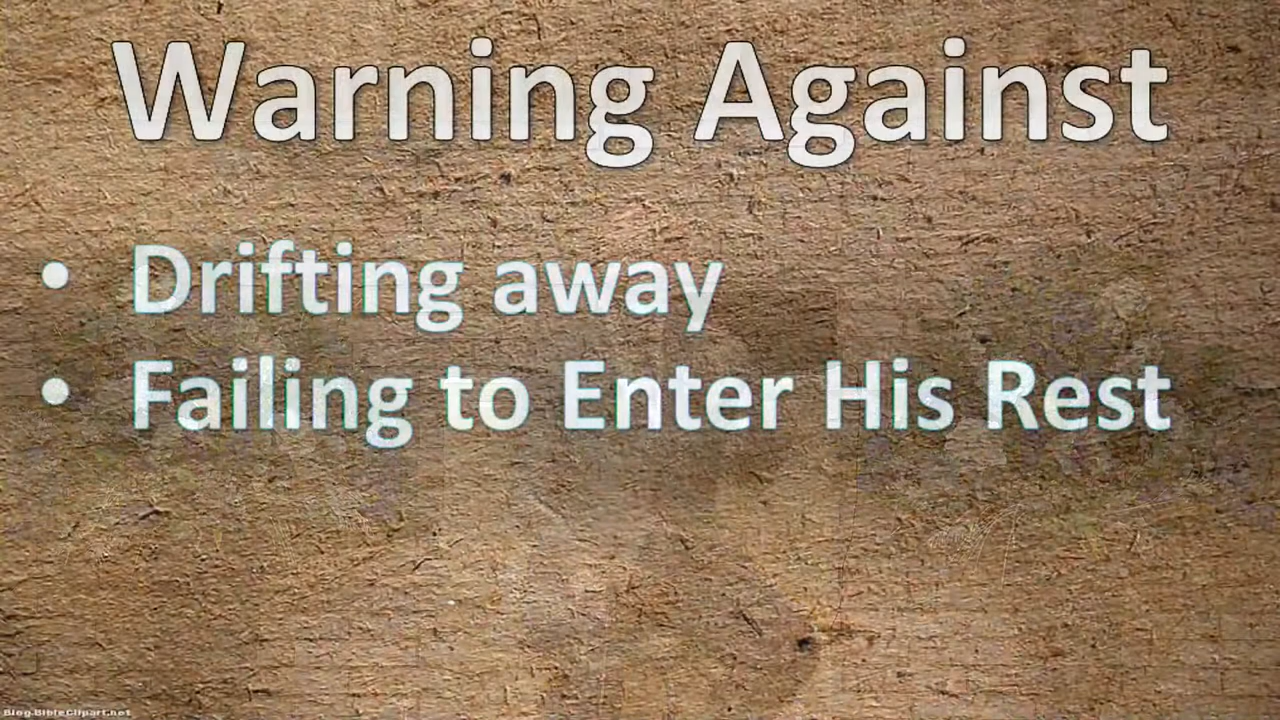 Warning Against
• Drifting away
• Failing to Enter His Rest
Blog.BibleClipart.net